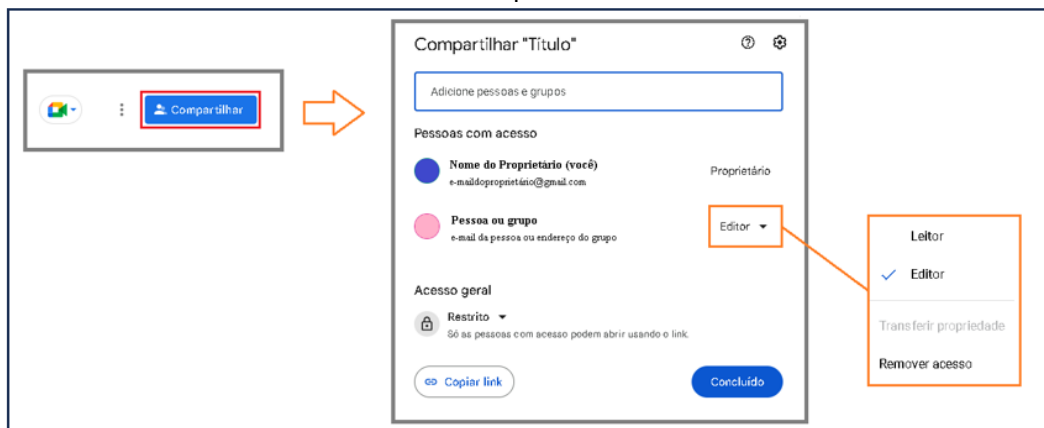 Compartilhar
Compartilhar "Título"
Adicione pessoas e grupos
Pessoas com acesso
Nome do Proprietário (você)
e-maildoproprietário@gmail.com
Proprietário
Pessoa ou grupo
e-mail da pessoa ou endereço do grupo
Editor
Leitor
Editor
Transferir propriedade
Remover acesso
Acesso geral
Restrito
Só as pessoas com acesso podem abrir usando o link.
Copiar link
Concluído